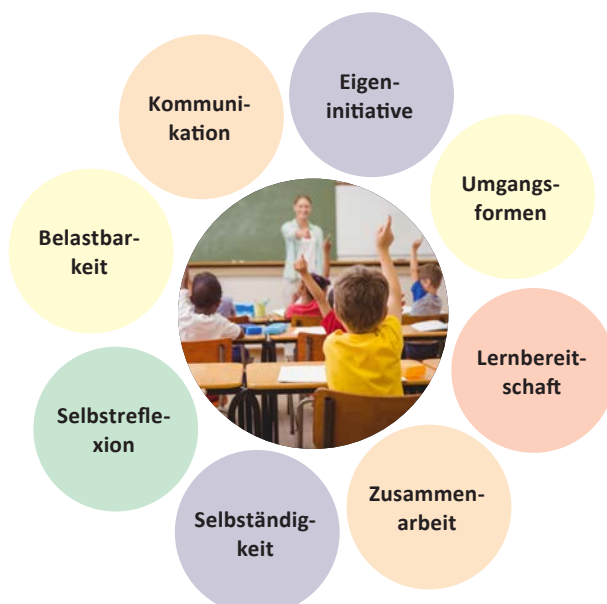 Eigen-
initiative
Kommuni-
kation
Umgangs-
formen
Belastbar-
keit
Lernbereit-
schaft
Selbstrefle-
xion
Zusammen-
arbeit
Selbständig-
keit